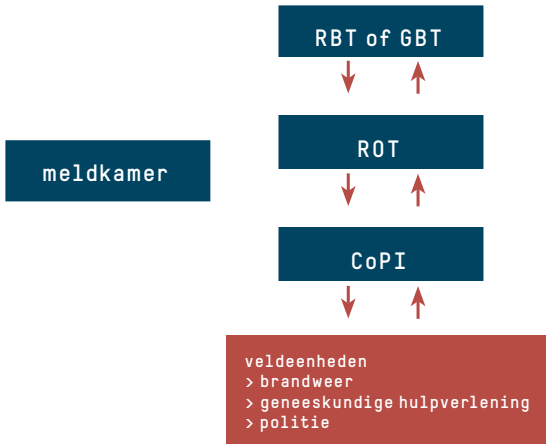 RBT of GBT
ROT
meldkamer
CoPI
veldeenheden
> brandweer
> geneeskundige hulpverlening
> politie